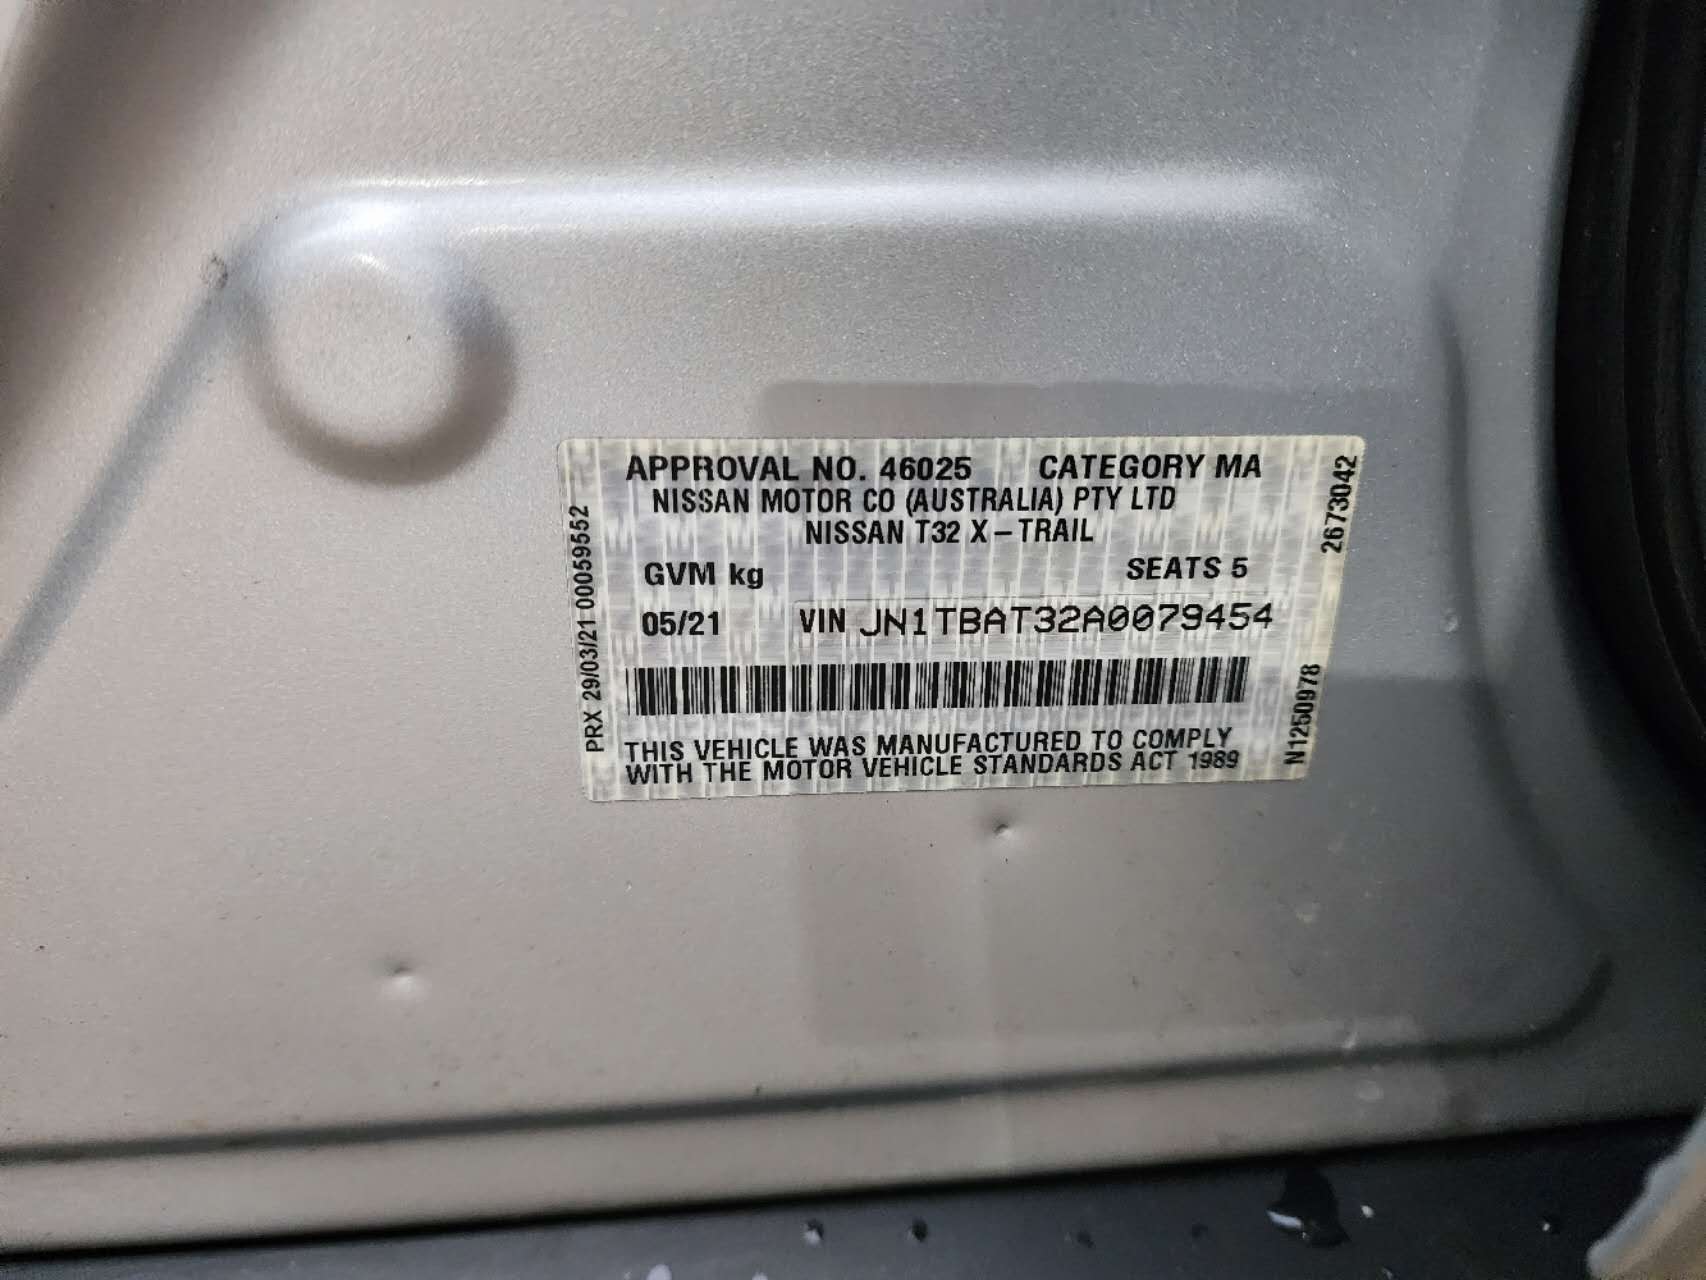 APPROVAL NO. 46025 CATEGORY MA
NISSAN MOTOR CO (AUSTRALIA) PTY LTD
NISSAN T32 X-TRAIL
GVM kg SEATS 5
05/21 VIN JN1TBAT32A0079454
THIS VEHICLE WAS MANUFACTURED TO COMPLY
WITH THE MOTOR VEHICLE STANDARDS ACT 1989
PRX 29/03/21 00059552
2673042
N1250978